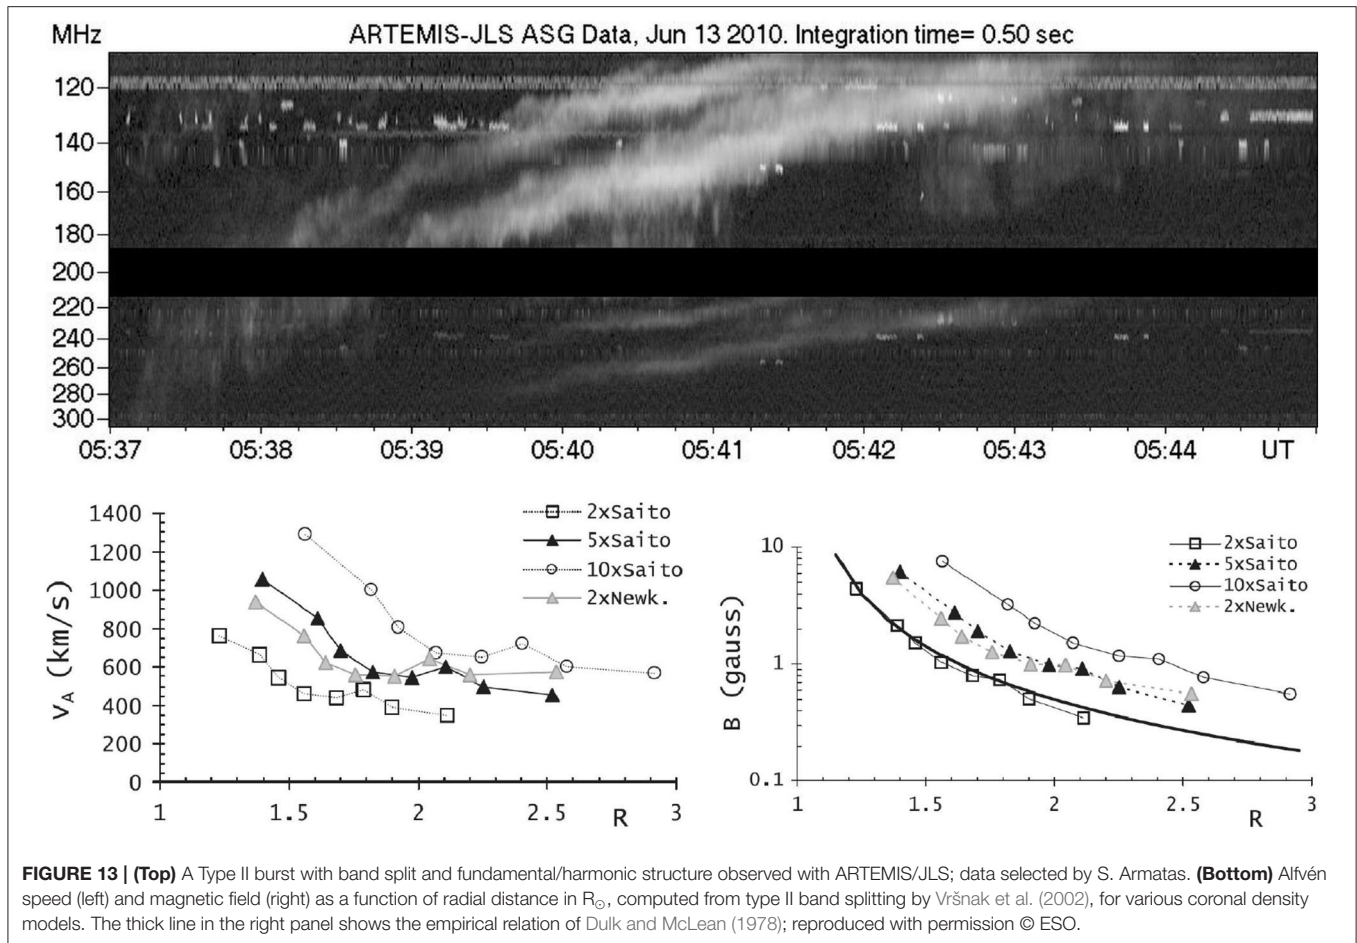 MHz
ARTEMIS-JLS ASG Data, Jun 13 2010. Integration time= 0.50 sec
120
140
160
180
200
220
240
260
280
300
05:37 05:38 05:39 05:40 05:41 05:42 05:43 05:44 UT
V_A (km/s)
1400
1200
1000
800
600
400
200
0
1 1.5 2 2.5 3
R
2xSaito
5xSaito
10xSaito
2xNewk.
B (gauss)
10
1
0.1
1 1.5 2 2.5 3
R
2xSaito
5xSaito
10xSaito
2xNewk.
FIGURE 13 | (Top) A Type II burst with band split and fundamental/harmonic structure observed with ARTEMIS/JLS; data selected by S. Armatas. (Bottom) Alfvén
speed (left) and magnetic field (right) as a function of radial distance in R☉, computed from type II band splitting by Vršnak et al. (2002), for various coronal density
models. The thick line in the right panel shows the empirical relation of Dulk and McLean (1978); reproduced with permission © ESO.